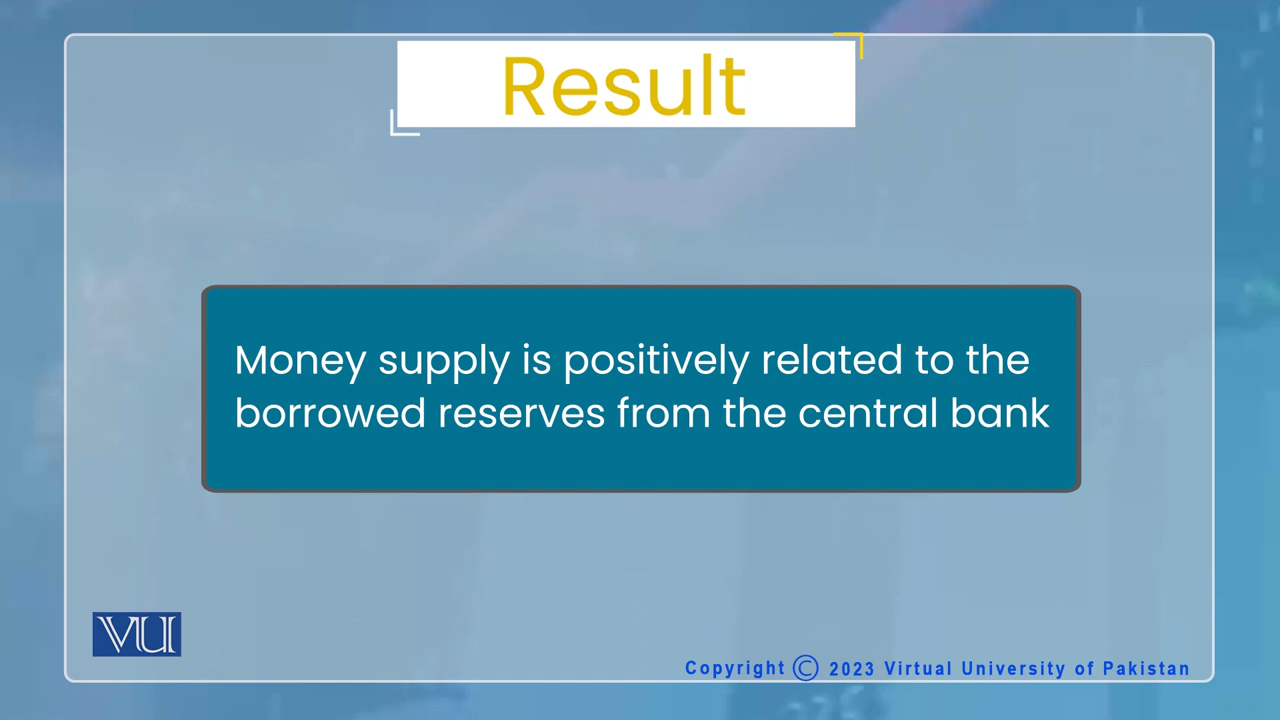 Result
Money supply is positively related to the
borrowed reserves from the central bank
VU
Copyright © 2023 Virtual University of Pakistan